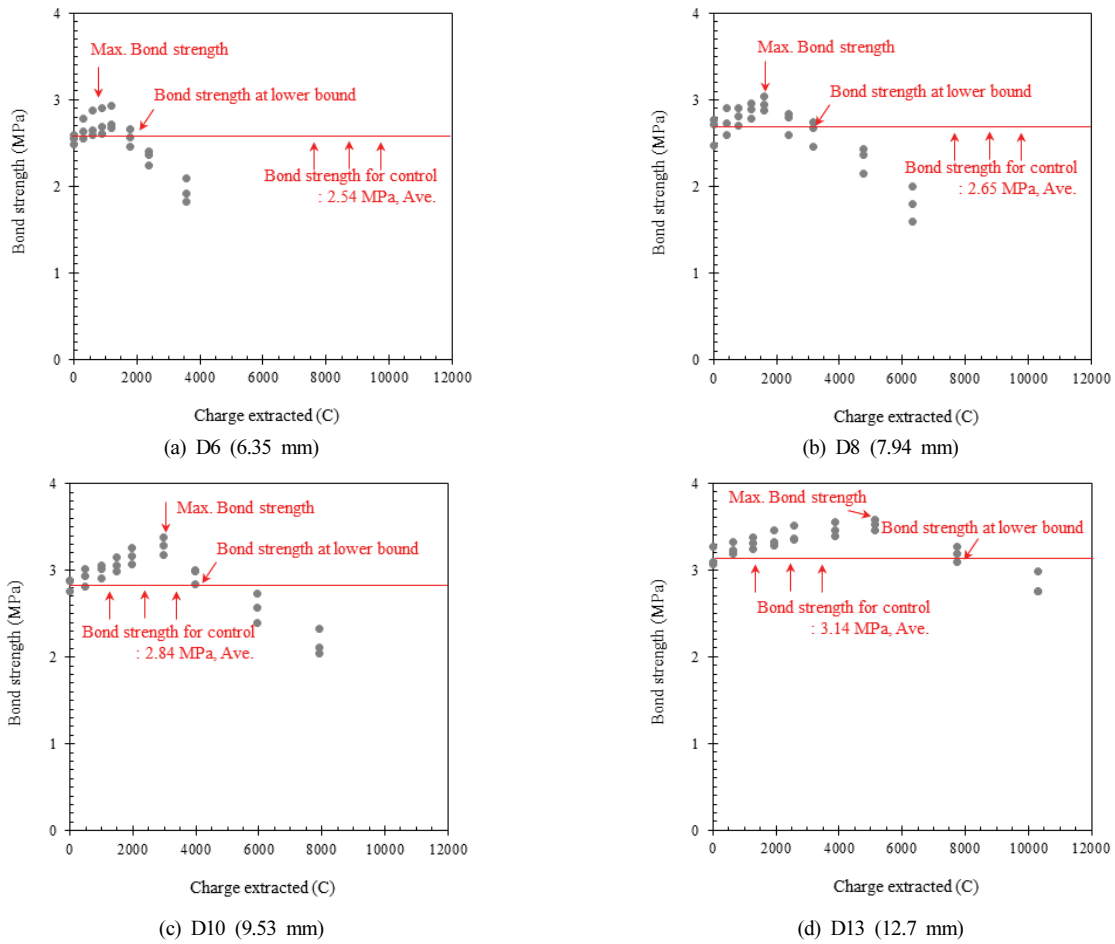 4
Max. Bond strength
3
Bond strength at lower bound
2
Bond strength for control
: 2.54 MPa, Ave.
1
0
Bond strength (MPa)
0 2000 4000 6000 8000 10000 12000
Charge extracted (C)
(a) D6 (6.35 mm)
4
Max. Bond strength
3
Bond strength at lower bound
2
Bond strength for control
: 2.65 MPa, Ave.
1
0
Bond strength (MPa)
0 2000 4000 6000 8000 10000 12000
Charge extracted (C)
(b) D8 (7.94 mm)
4
Max. Bond strength
3
Bond strength at lower bound
Bond strength for control
: 2.84 MPa, Ave.
2
1
0
Bond strength (MPa)
0 2000 4000 6000 8000 10000 12000
Charge extracted (C)
(c) D10 (9.53 mm)
4
Max. Bond strength
Bond strength at lower bound
3
Bond strength for control
: 3.14 MPa, Ave.
2
1
0
Bond strength (MPa)
0 2000 4000 6000 8000 10000 12000
Charge extracted (C)
(d) D13 (12.7 mm)